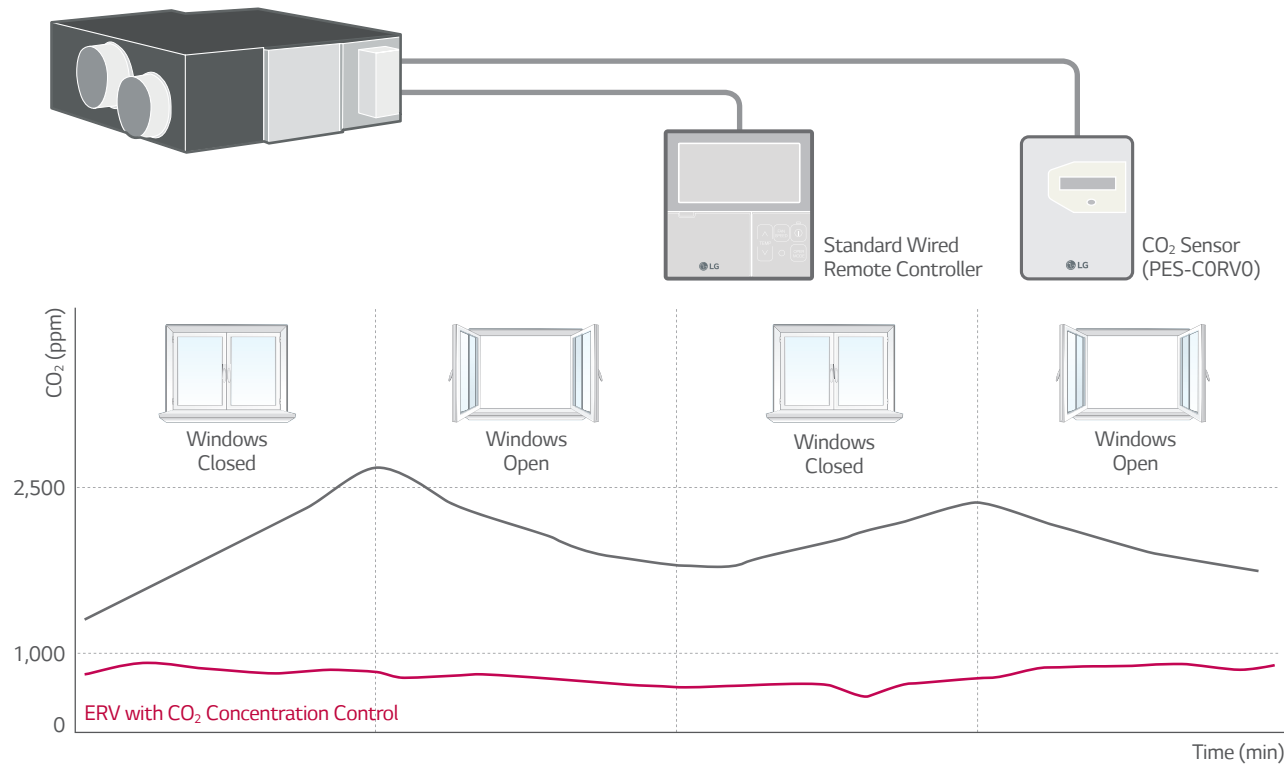 Standard Wired
Remote Controller
LG
CO₂ Sensor
(PES-C0RV0)
LG
CO₂ (ppm)
Windows
Closed
Windows
Open
Windows
Closed
Windows
Open
2,500
1,000
0
ERV with CO₂ Concentration Control
Time (min)